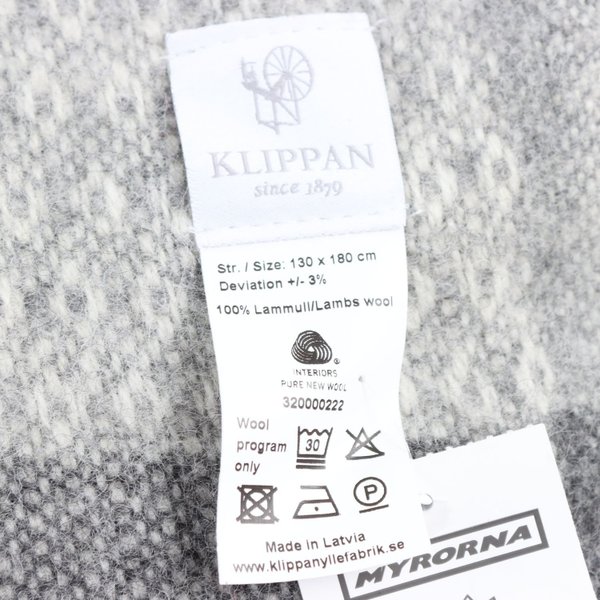 KLIPPAN
since 1879
Str. / Size: 130 x 180 cm
Deviation +/- 3%
100% Lammull/Lambs wool
®
INTERIORS
PURE NEW WOOL
320000222
Wool
program
only
30
P
Made in Latvia
www.klippanyllefabrik.se
MYRORNA